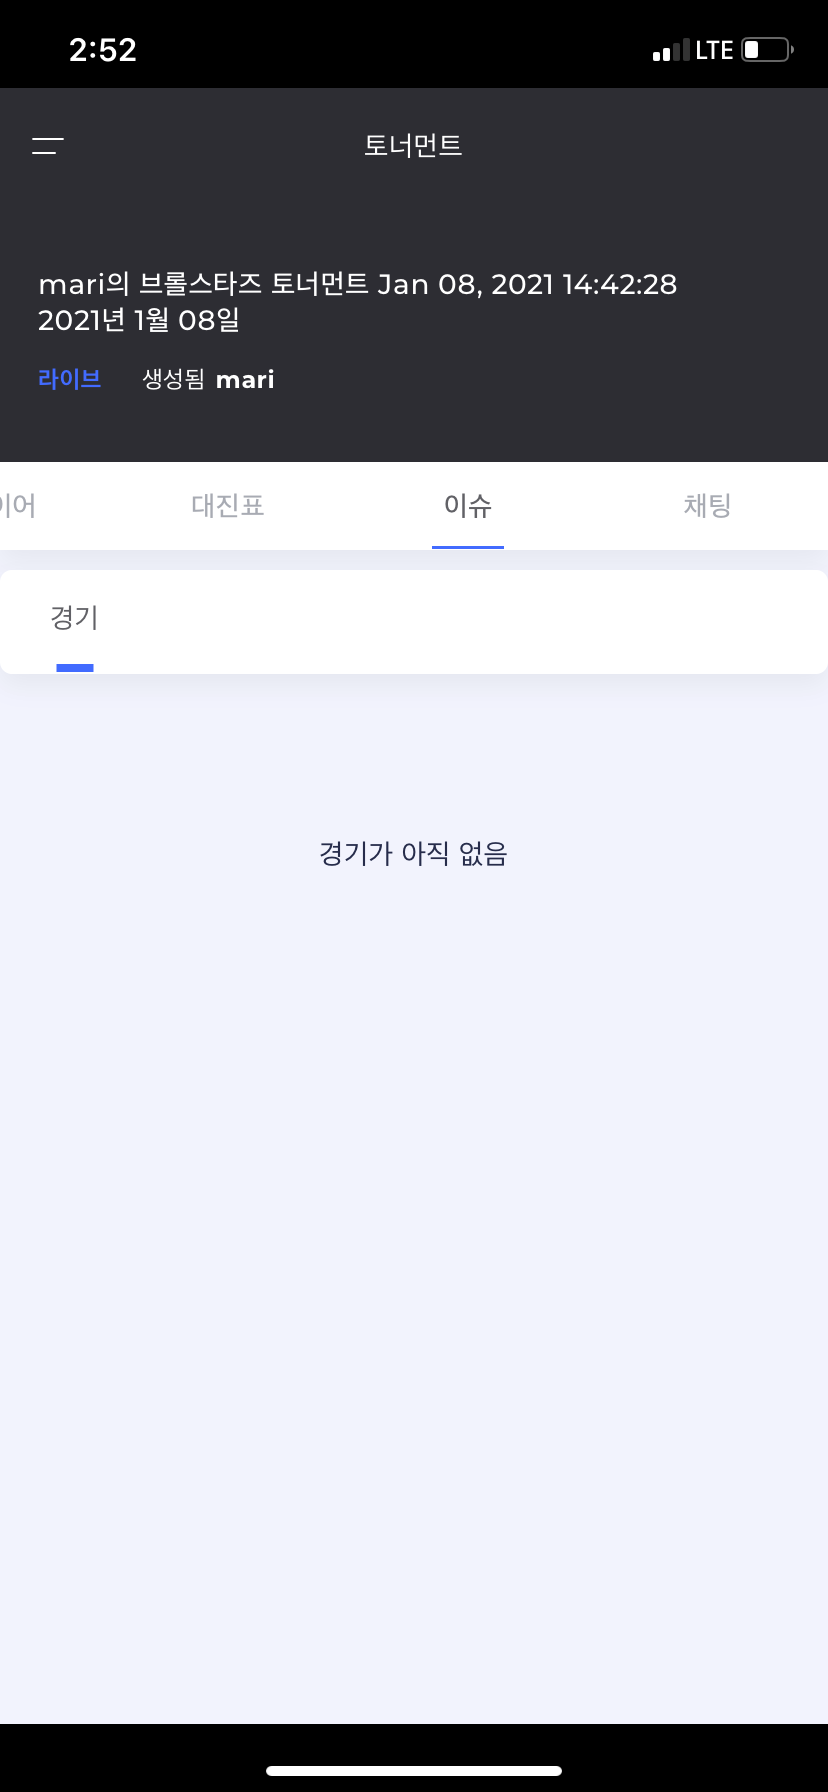 2:52 LTE
토너먼트
mari의 브롤스타즈 토너먼트 Jan 08, 2021 14:42:28
2021년 1월 08일
라이브 생성됨 mari
이어 대진표 이슈 채팅
경기
경기가 아직 없음